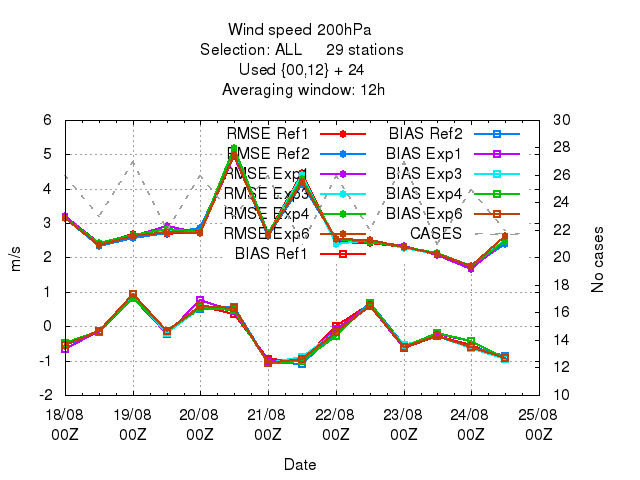 Wind speed 200hPa
Selection: ALL 29 stations
Used {00,12} + 24
Averaging window: 12h
6 5 4 3 2 1 0 -1 -2
m/s
30 28 26 24 22 20 18 16 14 12 10
No cases
RMSE Ref1
RMSE Ref2
RMSE Exp1
RMSE Exp3
RMSE Exp4
RMSE Exp6
BIAS Ref1
BIAS Ref2
BIAS Exp1
BIAS Exp3
BIAS Exp4
BIAS Exp6
CASES
18/08 19/08 20/08 21/08 22/08 23/08 24/08 25/08
00Z 00Z 00Z 00Z 00Z 00Z 00Z 00Z
Date